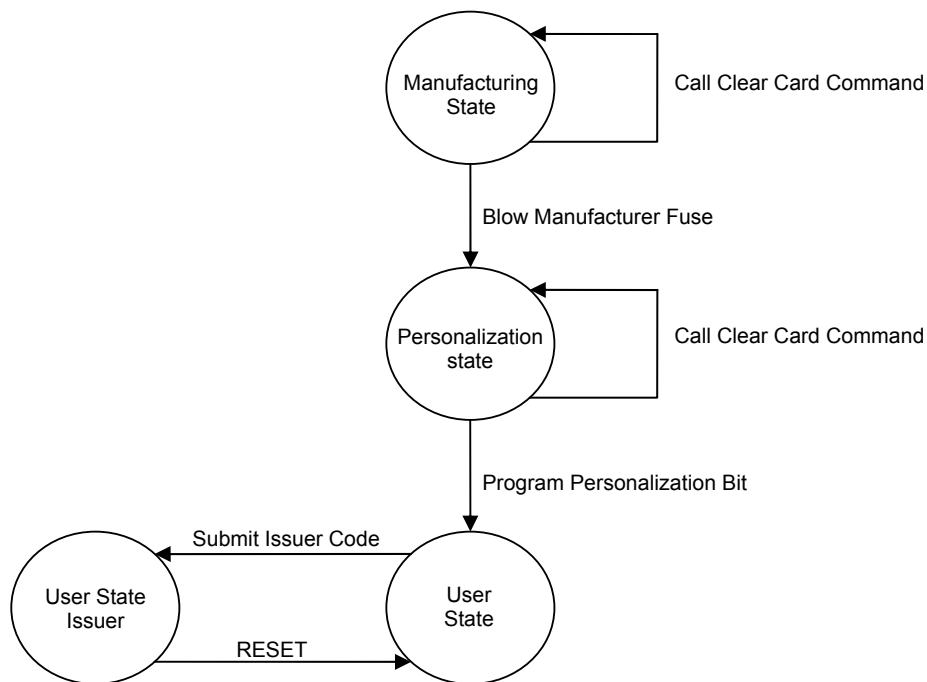 Manufacturing
State
Call Clear Card Command
Blow Manufacturer Fuse
Personalization
state
Call Clear Card Command
Program Personalization Bit
Submit Issuer Code
User State
Issuer
User
State
RESET